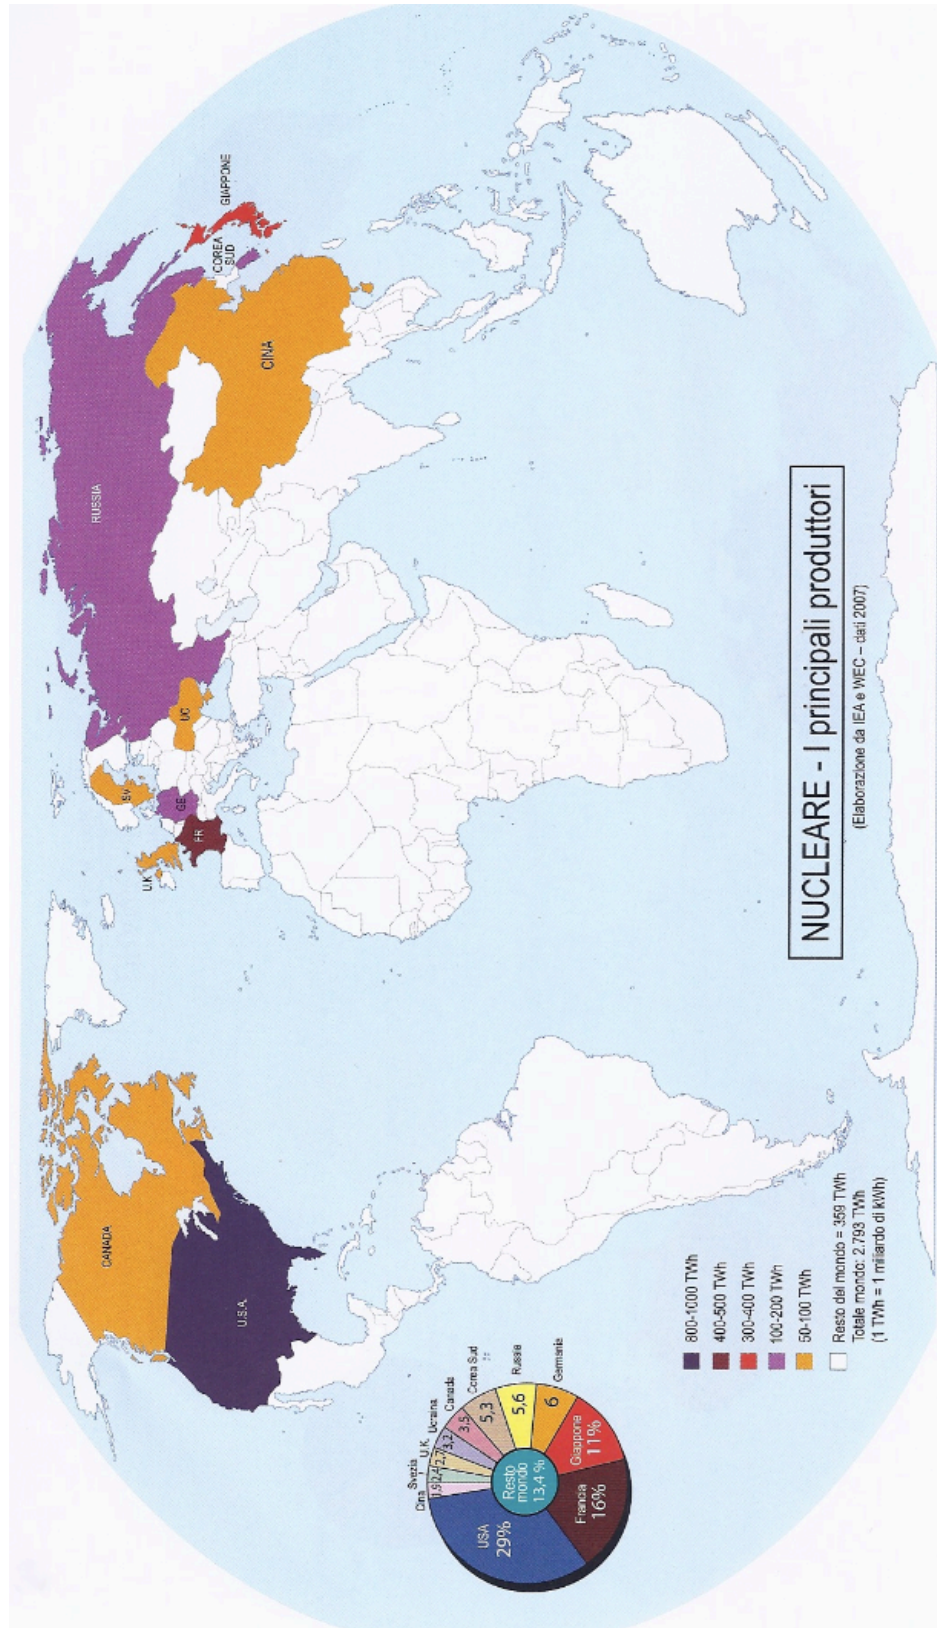 NUCLEARE - I principali produttori
(Elaborazione da IEA e WEC – dati 2007)
CANADA
U.S.A.
U.K
FR
GE
SV
UC
RUSSIA
CINA
COREA
SUD
GIAPPONE
Cina
Svezia
U.K.
Ucraina
Canada
Corea Sud
Russia
Germania
1,9
2,4
2,7
3,2
3,5
5,3
5,6
6
Giappone
11%
Francia
16%
USA
29%
Resto
mondo
13,4 %
800-1000 TWh
400-500 TWh
300-400 TWh
100-200 TWh
50-100 TWh
Resto del mondo = 359 TWh
Totale mondo: 2.793 TWh
(1 TWh = 1 miliardo di kWh)